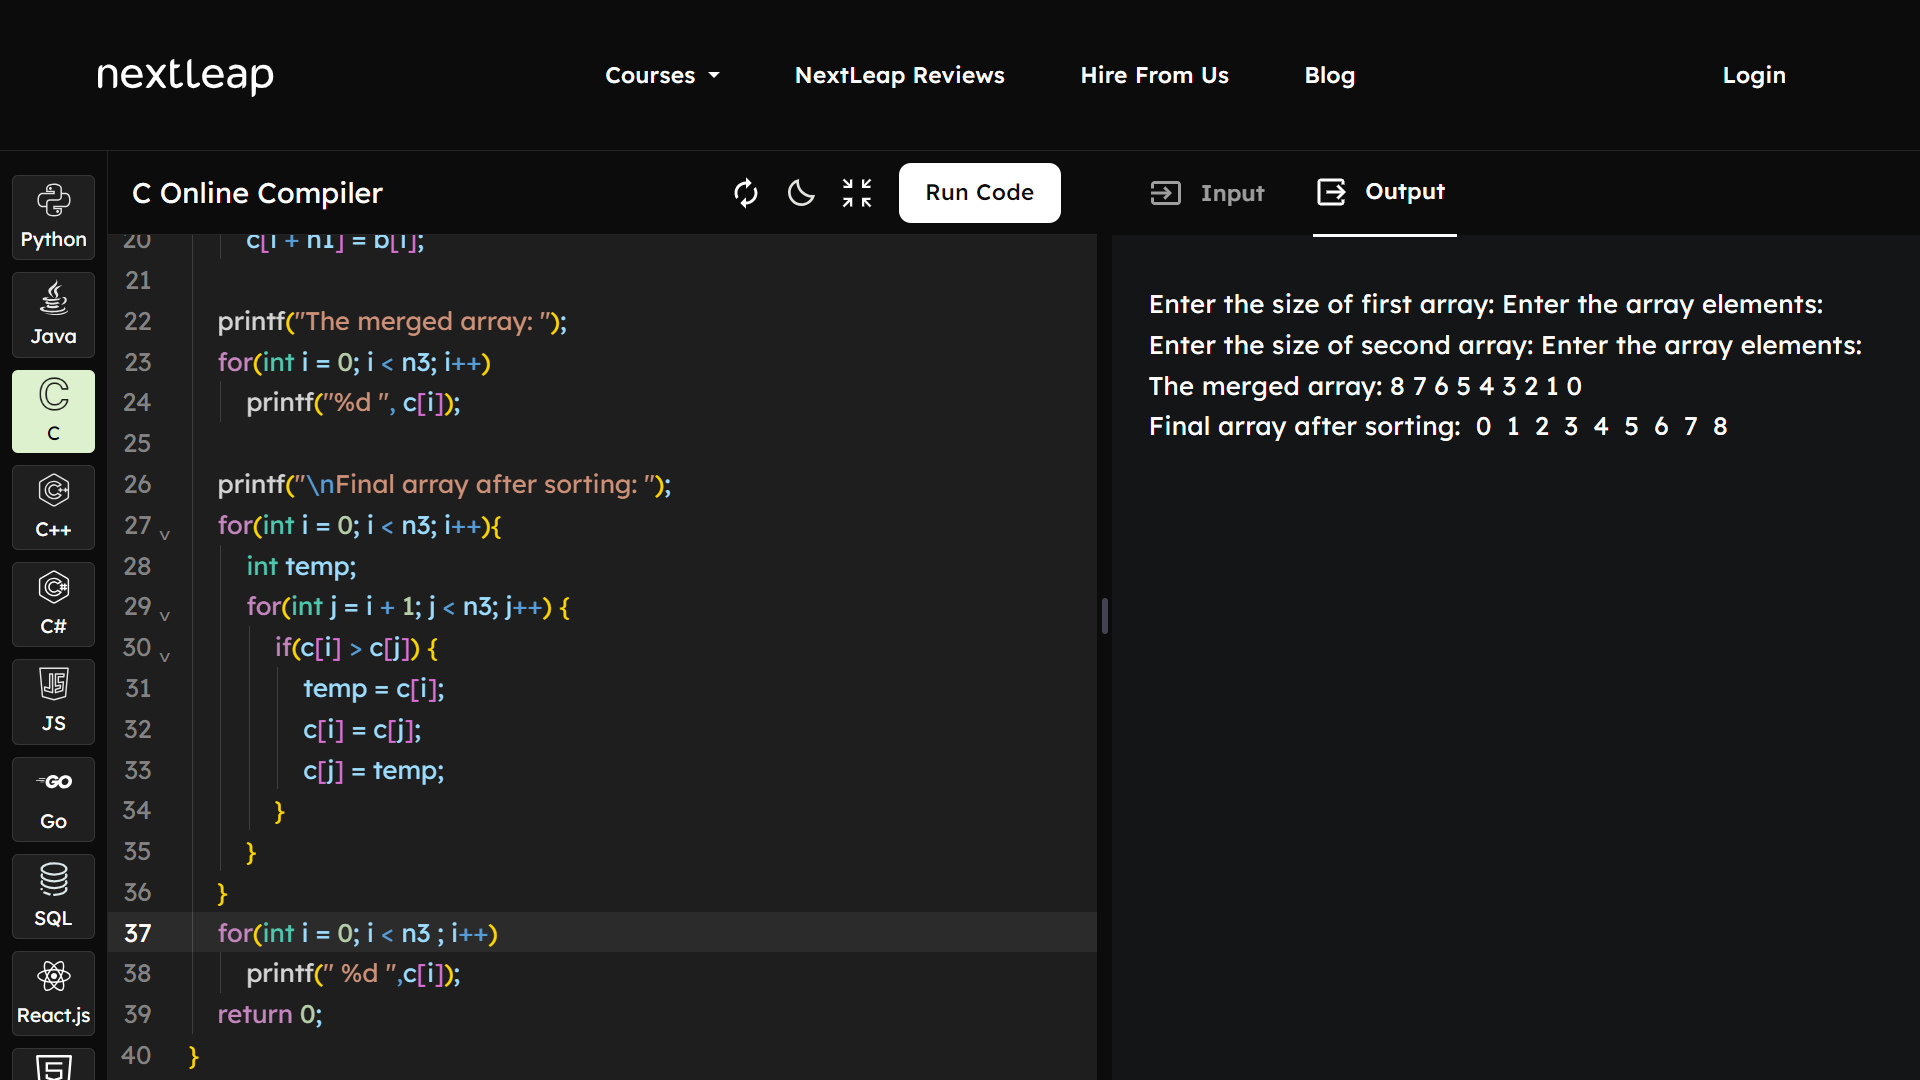 nextleap
Courses
NextLeap Reviews
Hire From Us
Blog
Login
Python
Java
C
C++
C#
JS
Go
SQL
React.js
C Online Compiler
Run Code
20 c[i + n1] = b[i];
21
22 printf("The merged array: ");
23 for(int i = 0; i < n3; i++)
24 printf("%d ", c[i]);
25
26 printf("\nFinal array after sorting: ");
27 for(int i = 0; i < n3; i++){
28 int temp;
29 for(int j = i + 1; j < n3; j++) {
30 if(c[i] > c[j]) {
31 temp = c[i];
32 c[i] = c[j];
33 c[j] = temp;
34 }
35 }
36 }
37 for(int i = 0; i < n3 ; i++)
38 printf(" %d ",c[i]);
39 return 0;
40 }
Input
Output
Enter the size of first array: Enter the array elements:
Enter the size of second array: Enter the array elements:
The merged array: 8 7 6 5 4 3 2 1 0
Final array after sorting:  0  1  2  3  4  5  6  7  8